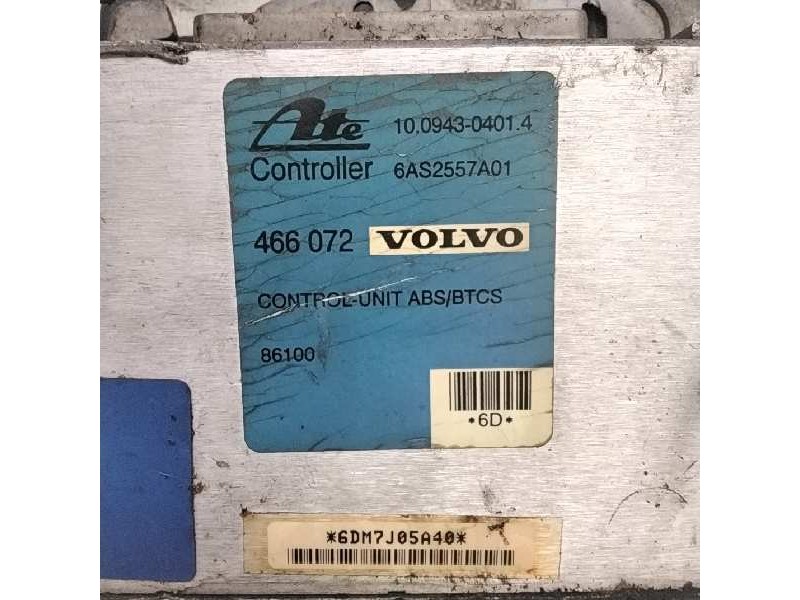 Ate 10.0943-0401.4
Controller 6AS2557A01
466 072 VOLVO
CONTROL-UNIT ABS/BTCS
86100
*6D*
*6DM7J05A40*